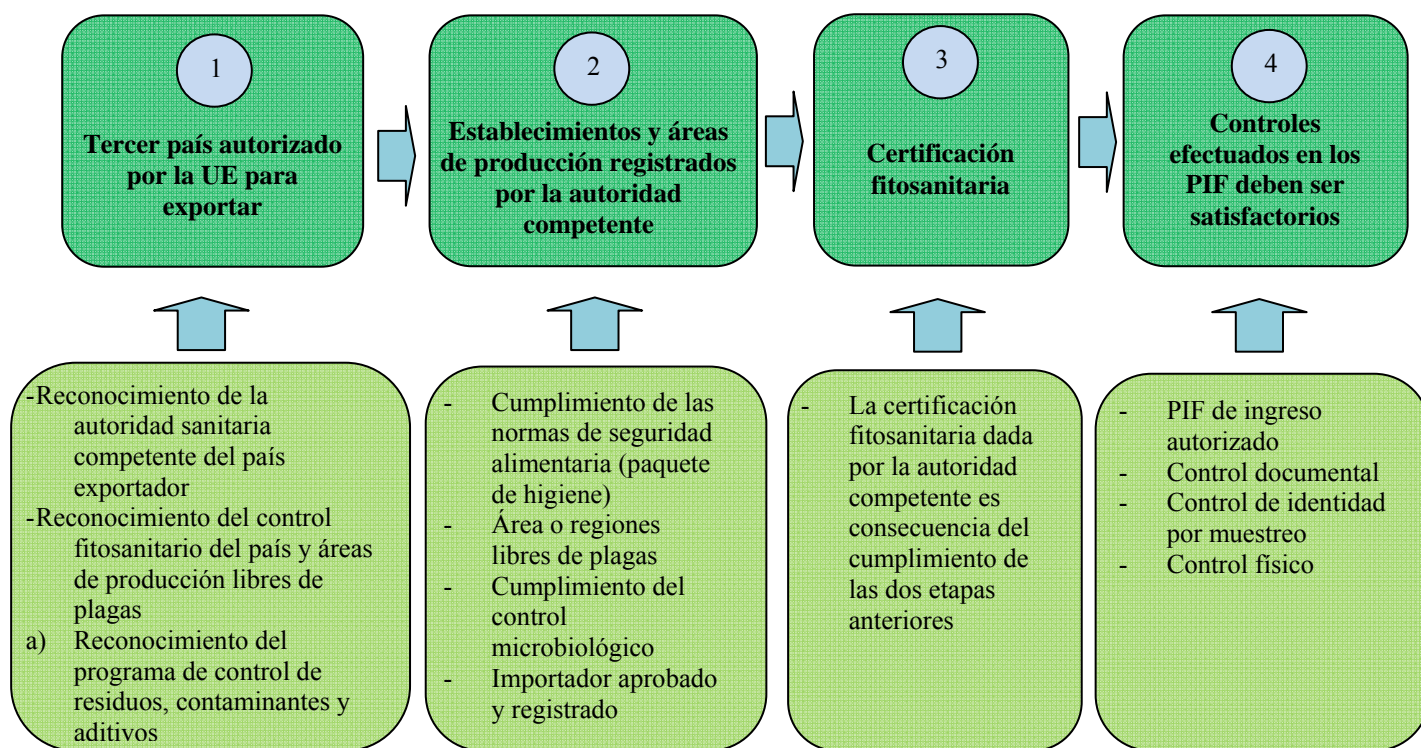 1
Tercer país autorizado
por la UE para
exportar
2
Establecimientos y áreas
de producción registrados
por la autoridad
competente
3
Certificación
fitosanitaria
4
Controles
efectuados en los
PIF deben ser
satisfactorios
-Reconocimiento de la
autoridad sanitaria
competente del país
exportador
-Reconocimiento del control
fitosanitario del país y áreas
de producción libres de
plagas
a) Reconocimiento del
programa de control de
residuos, contaminantes y
aditivos
- Cumplimiento de las
normas de seguridad
alimentaria (paquete
de higiene)
- Área o regiones
libres de plagas
- Cumplimiento del
control
microbiológico
- Importador aprobado
y registrado
- La certificación
fitosanitaria dada
por la autoridad
competente es
consecuencia del
cumplimiento de
las dos etapas
anteriores
- PIF de ingreso
autorizado
- Control documental
- Control de identidad
por muestreo
- Control físico